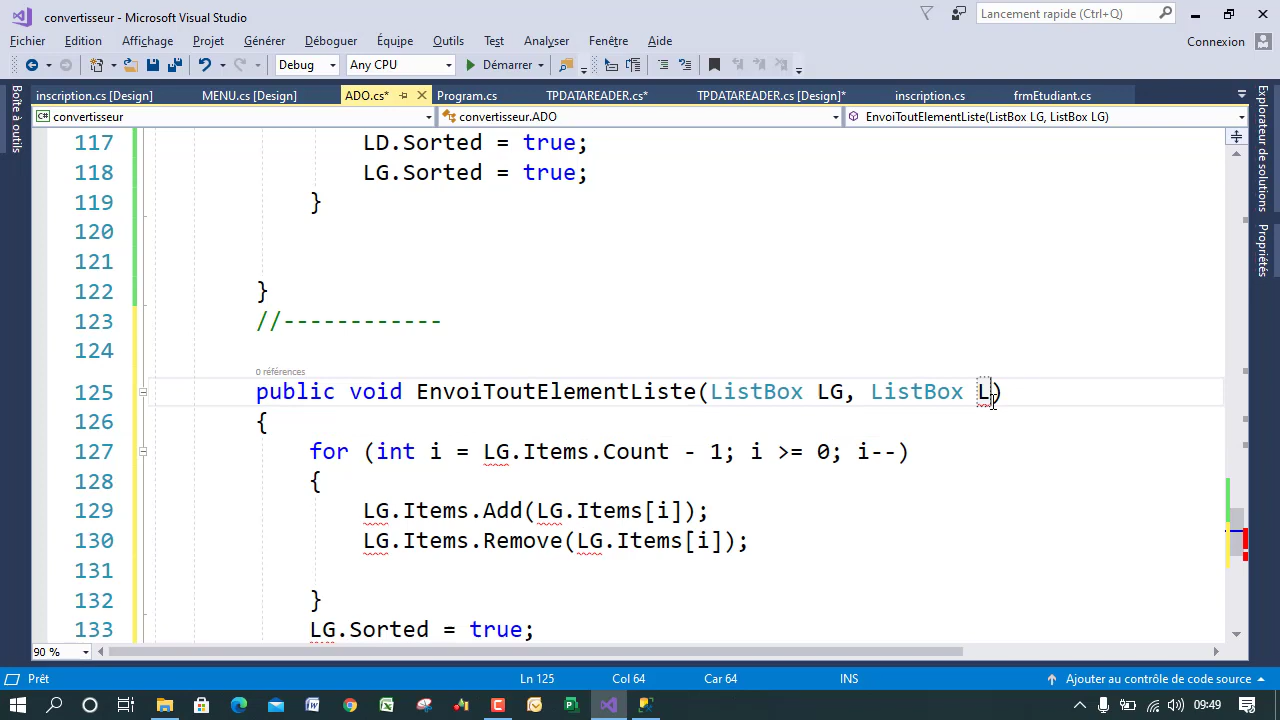 convertisseur - Microsoft Visual Studio
Lancement rapide (Ctrl+Q)
Fichier Edition Affichage Projet Générer Déboguer Équipe Outils Test Analyser Fenêtre Aide
Connexion
Debug Any CPU Démarrer
inscription.cs [Design] MENU.cs [Design] ADO.cs* Program.cs TPDATAREADER.cs* TPDATAREADER.cs [Design]* inscription.cs frmEtudiant.cs
convertisseur convertisseur.ADO EnvoiToutElementListe(ListBox LG, ListBox LG)
Boîte à outils
Explorateur de solutions
Propriétés
117 LD.Sorted = true;
118 LG.Sorted = true;
119 }
120
121
122 }
123 //------------
124
0 références
125 public void EnvoiToutElementListe(ListBox LG, ListBox L)
126 {
127 for (int i = LG.Items.Count - 1; i >= 0; i--)
128 {
129 LG.Items.Add(LG.Items[i]);
130 LG.Items.Remove(LG.Items[i]);
131
132 }
133 LG.Sorted = true;
90 %
Prêt Ln 125 Col 64 Car 64 INS Ajouter au contrôle de code source
09:49